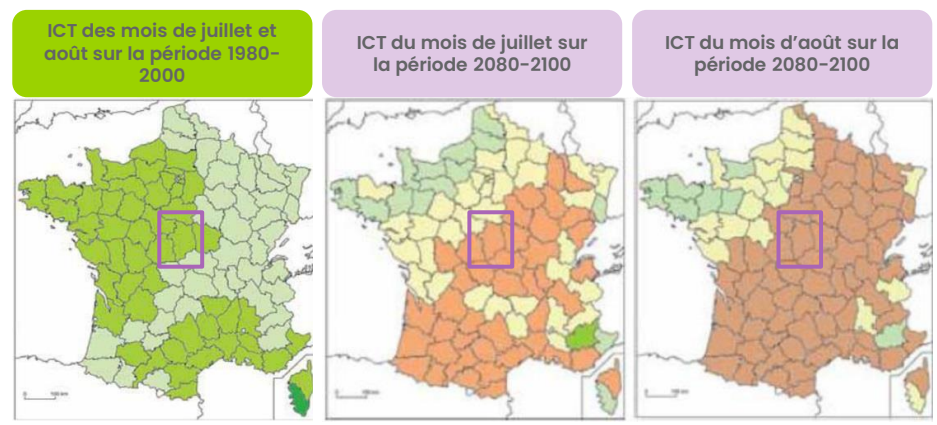 ICT des mois de juillet et
août sur la période 1980-
2000
ICT du mois de juillet sur
la période 2080-2100
ICT du mois d’août sur la
période 2080-2100